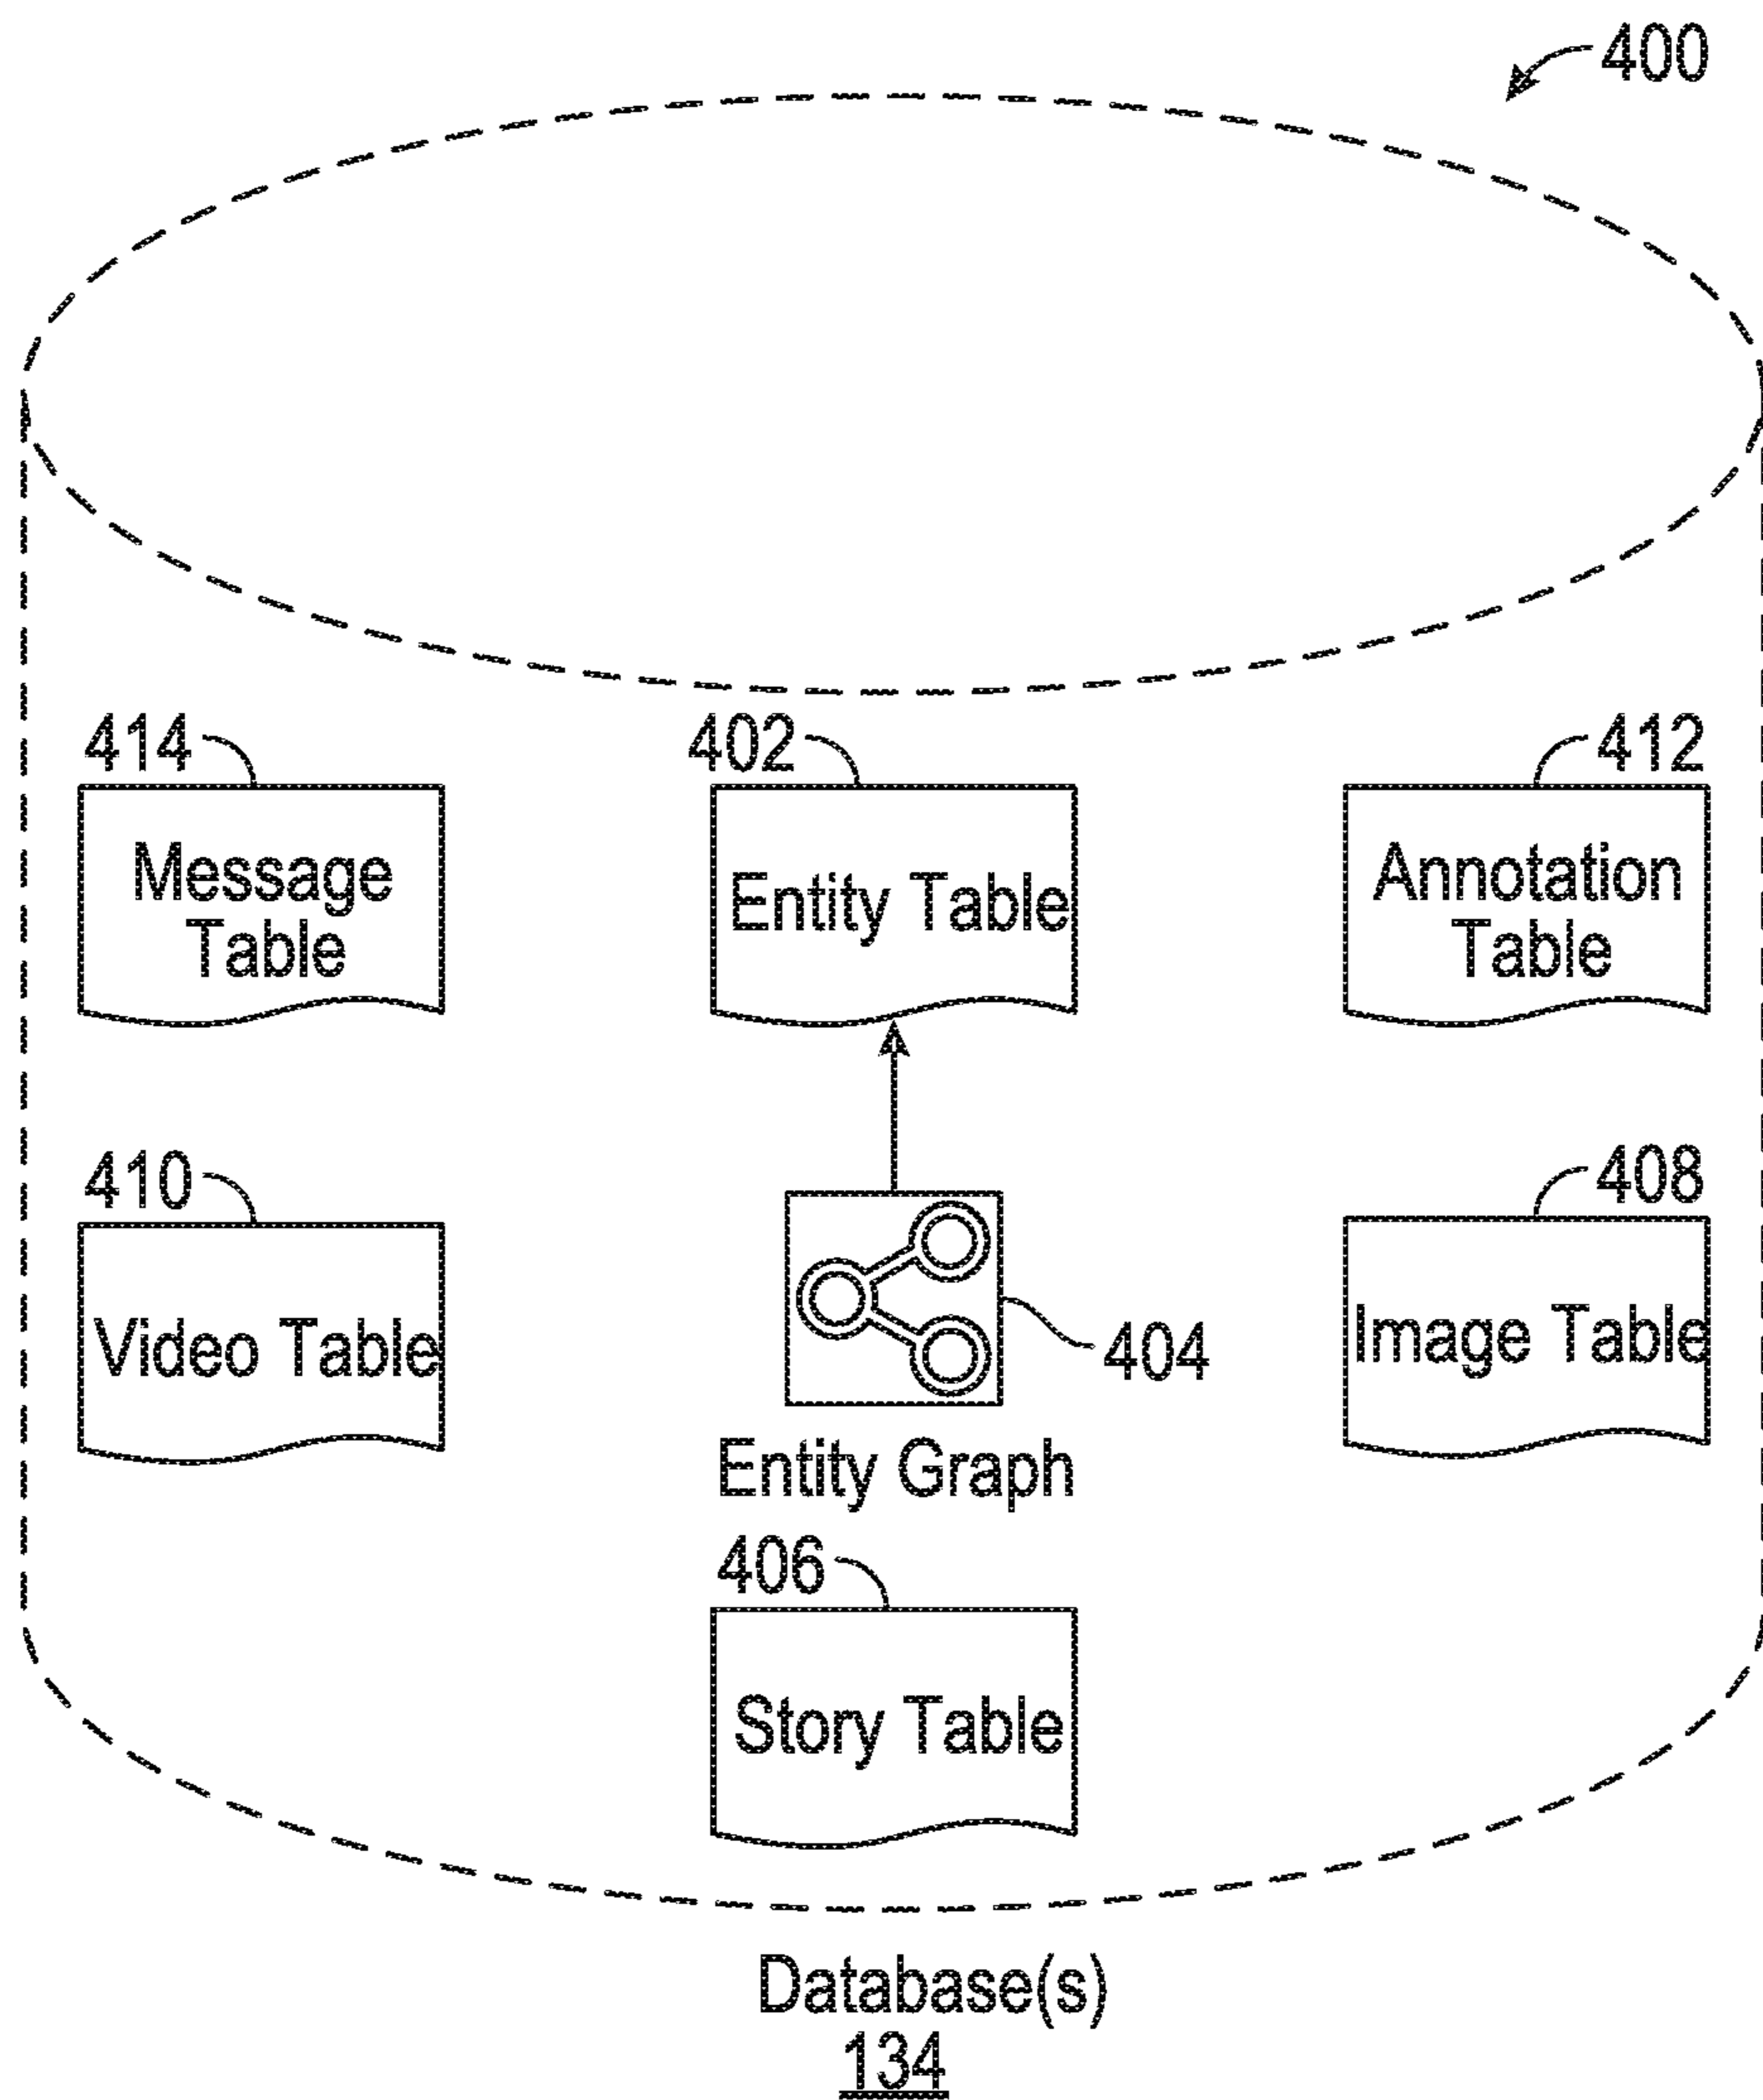 400
414
402
412
Message
Table
Entity Table
Annotation
Table
410
408
Video Table
404
Image Table
Entity Graph
406
Story Table
Database(s)
134